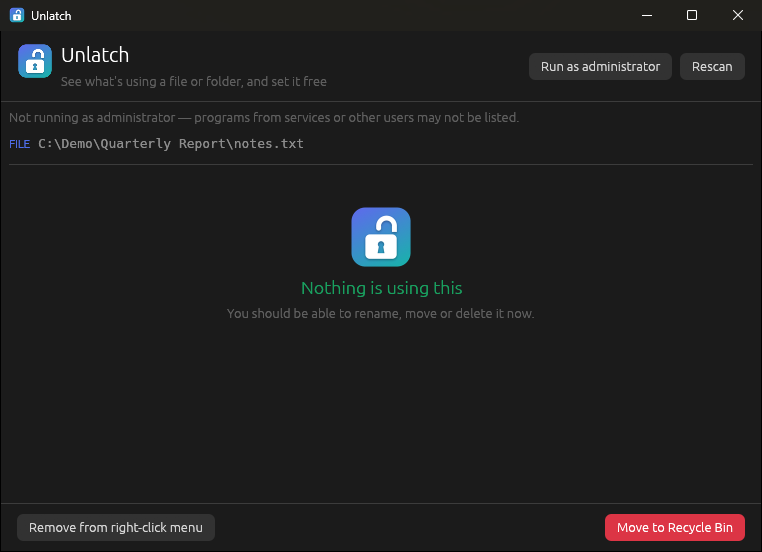 Unlatch
Unlatch
See what's using a file or folder, and set it free
Run as administrator
Rescan
Not running as administrator — programs from services or other users may not be listed.
FILE C:\Demo\Quarterly Report\notes.txt
Nothing is using this
You should be able to rename, move or delete it now.
Remove from right-click menu
Move to Recycle Bin